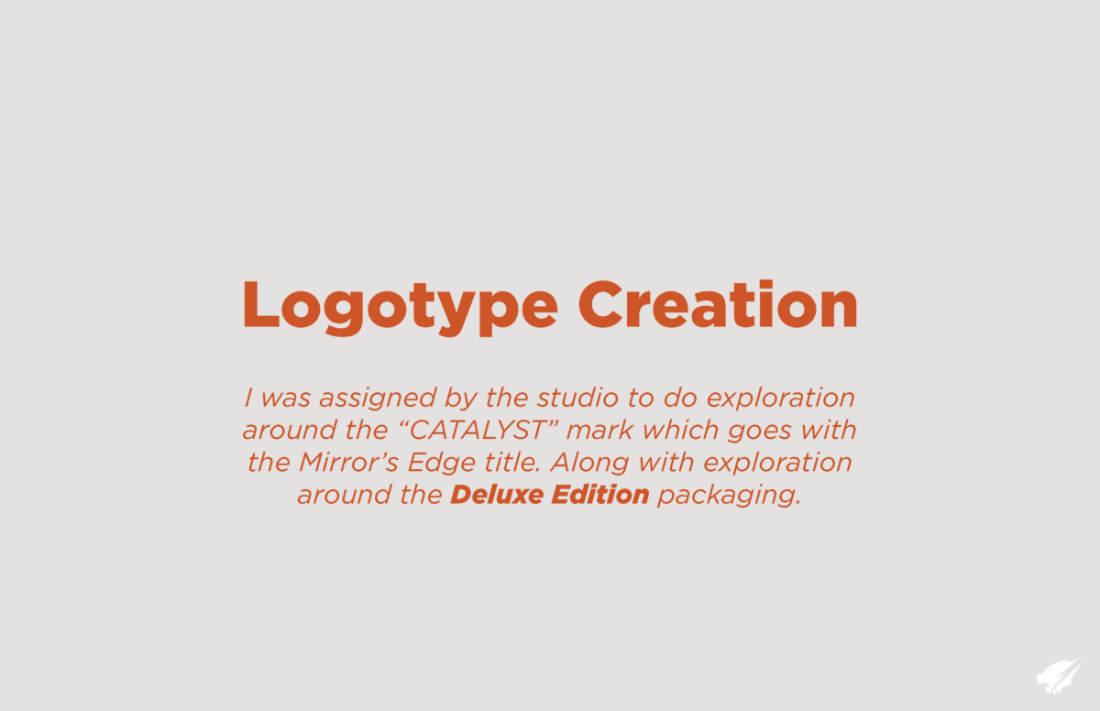 Logotype Creation
I was assigned by the studio to do exploration
around the “CATALYST” mark which goes with
the Mirror’s Edge title. Along with exploration
around the Deluxe Edition packaging.